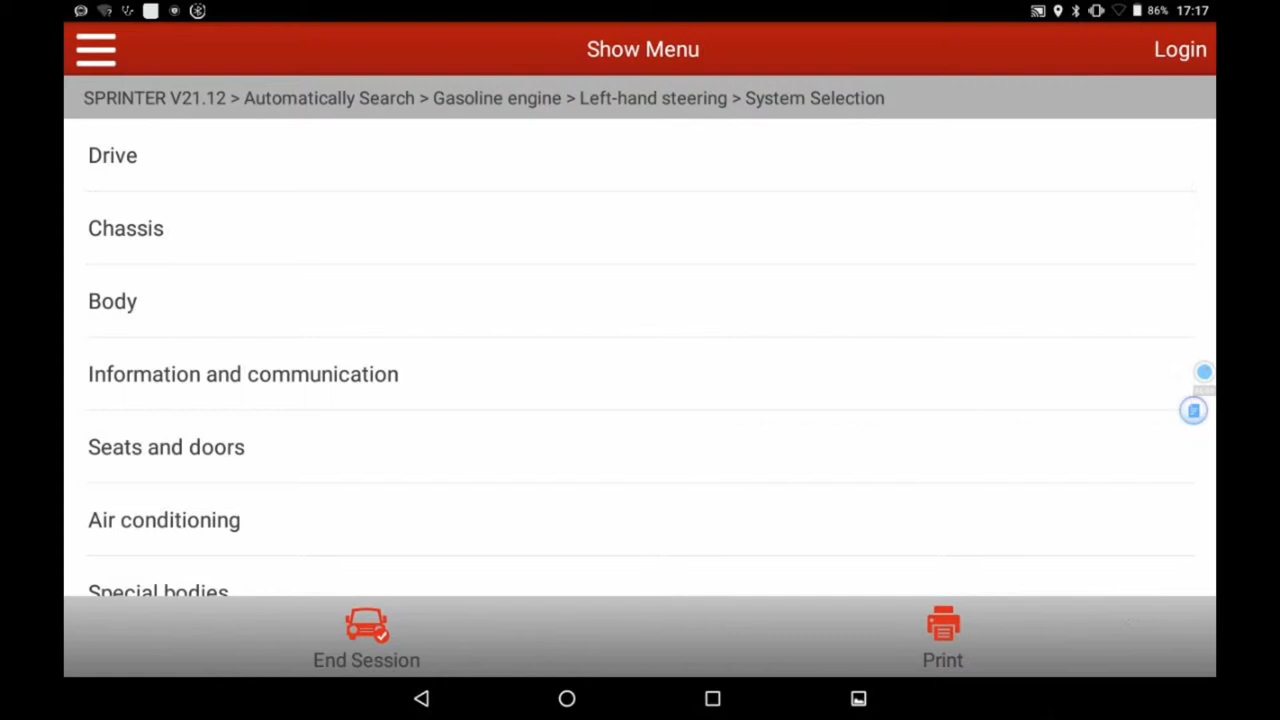 86% 17:17
Show Menu
Login
SPRINTER V21.12 > Automatically Search > Gasoline engine > Left-hand steering > System Selection
Drive
Chassis
Body
Information and communication
Seats and doors
Air conditioning
Special bodies
End Session
Print